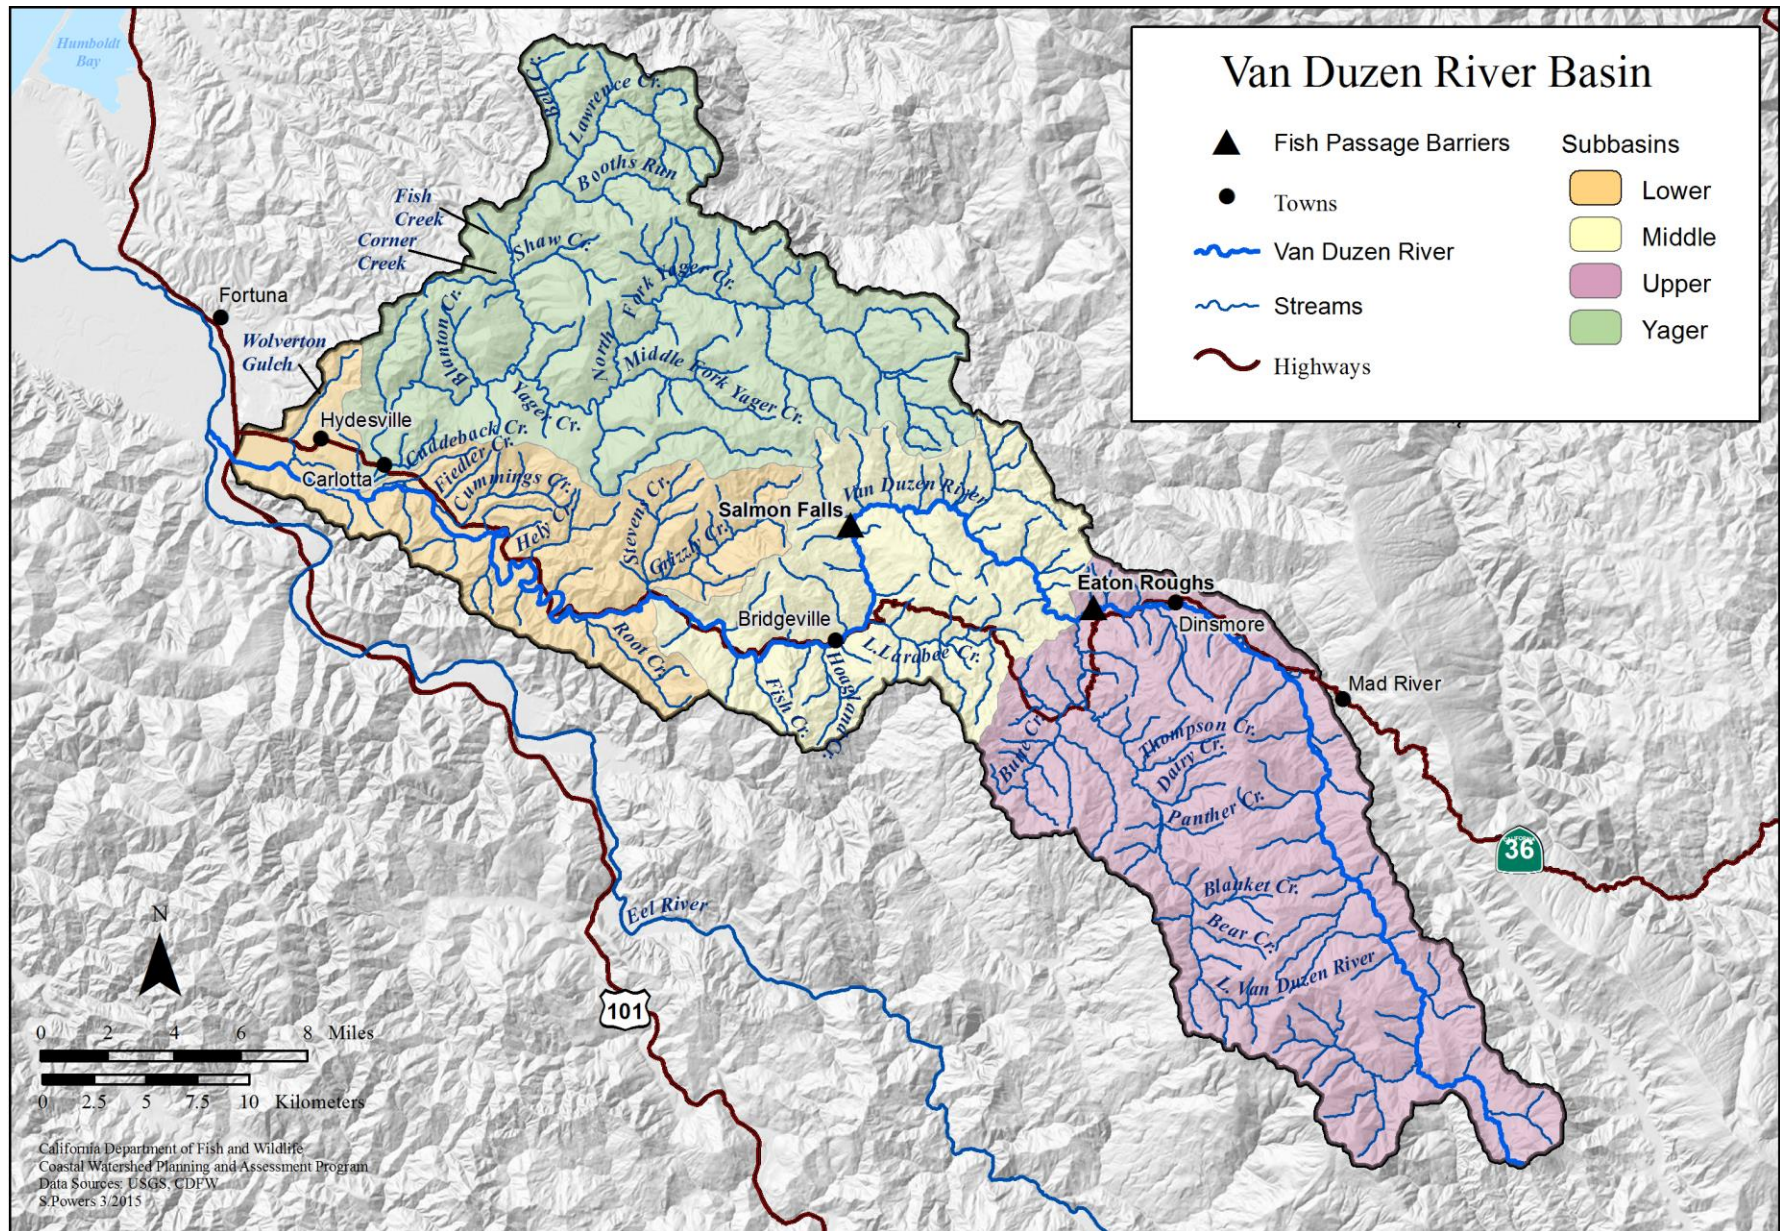 Humboldt
Bay
Van Duzen River Basin
Fish Passage Barriers
Towns
Van Duzen River
Streams
Highways
Subbasins
Lower
Middle
Upper
Yager
Bell Cr.
Lawrence Cr.
Booths Run
Fish
Creek
Corner
Creek
Shaw Cr.
North Fork Yager Cr.
Fortuna
Wolverton
Gulch
Blanton Cr.
Middle Fork Yager Cr.
Yager Cr.
Hydesville
Cuddeback Cr.
Fiedler Cr.
Carlotta
Cummings Cr.
Hely Cr.
Stevens Cr.
Grizzly Cr.
Salmon Falls
Van Duzen River
Eaton Roughs
Dinsmore
Bridgeville
Root Cr.
L. Larabee Cr.
Fish Cr.
Hoagland Cr.
Mad River
Butte Cr.
Thompson Cr.
Dairy Cr.
Panther Cr.
CALIFORNIA
36
Blanket Cr.
Bear Cr.
L. Van Duzen River
Eel River
101
N
0 2 4 6 8 Miles
0 2.5 5 7.5 10 Kilometers
California Department of Fish and Wildlife
Coastal Watershed Planning and Assessment Program
Data Sources: USGS, CDFW
S.Powers 3/2015